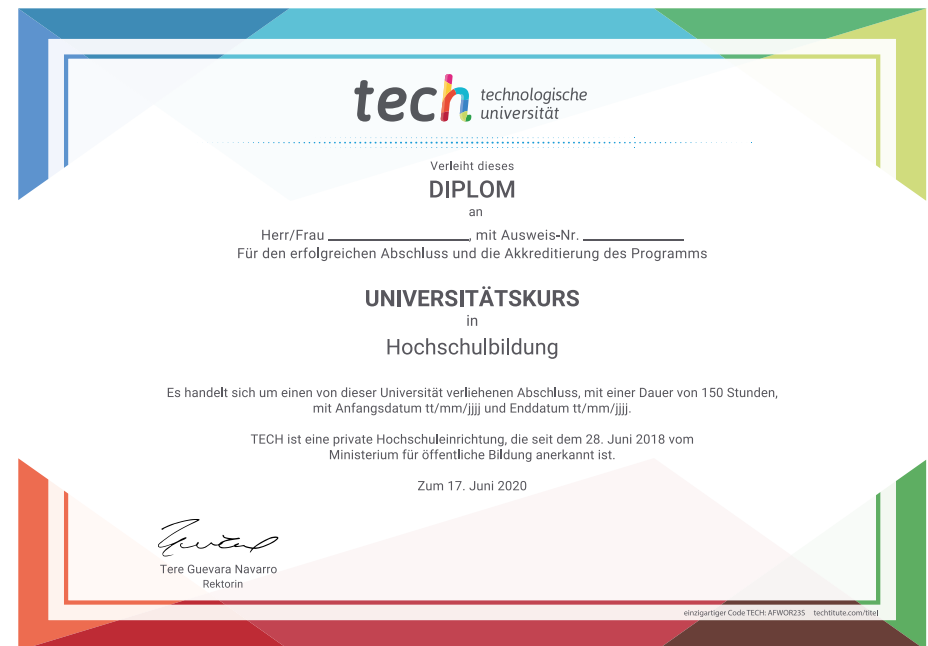 tech technologische
universität
Verleiht dieses
DIPLOM
an
Herr/Frau __________________, mit Ausweis-Nr. _____________
Für den erfolgreichen Abschluss und die Akkreditierung des Programms
UNIVERSITÄTSKURS
in
Hochschulbildung
Es handelt sich um einen von dieser Universität verliehenen Abschluss, mit einer Dauer von 150 Stunden,
mit Anfangsdatum tt/mm/jjjj und Enddatum tt/mm/jjjj.
TECH ist eine private Hochschuleinrichtung, die seit dem 28. Juni 2018 vom
Ministerium für öffentliche Bildung anerkannt ist.
Zum 17. Juni 2020
Tere Guevara Navarro
Rektorin
einzigartiger Code TECH: AFWOR23S techtitute.com/titel